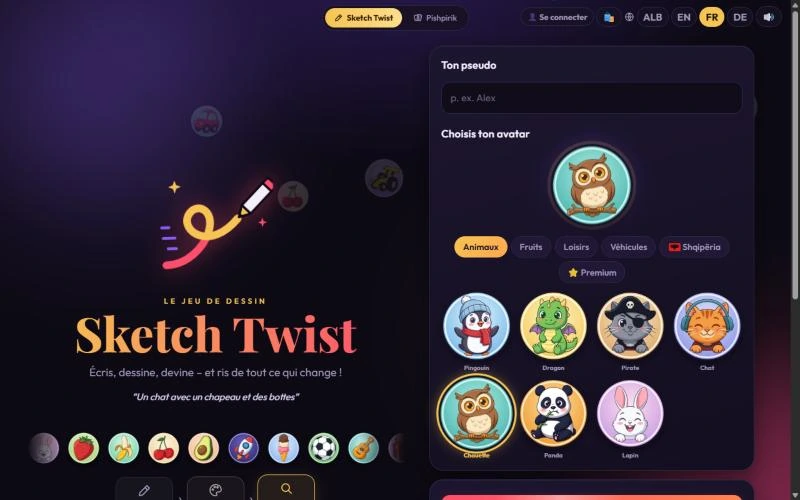 Sketch Twist
Pishpirik
Se connecter
ALB
EN
FR
DE
Ton pseudo
p. ex. Alex
Choisis ton avatar
Animaux
Fruits
Loisirs
Véhicules
Shqipëria
Premium
Pingouin
Dragon
Pirate
Chat
Chouette
Panda
Lapin
LE JEU DE DESSIN
Sketch Twist
Écris, dessine, devine – et ris de tout ce qui change !
"Un chat avec un chapeau et des bottes"